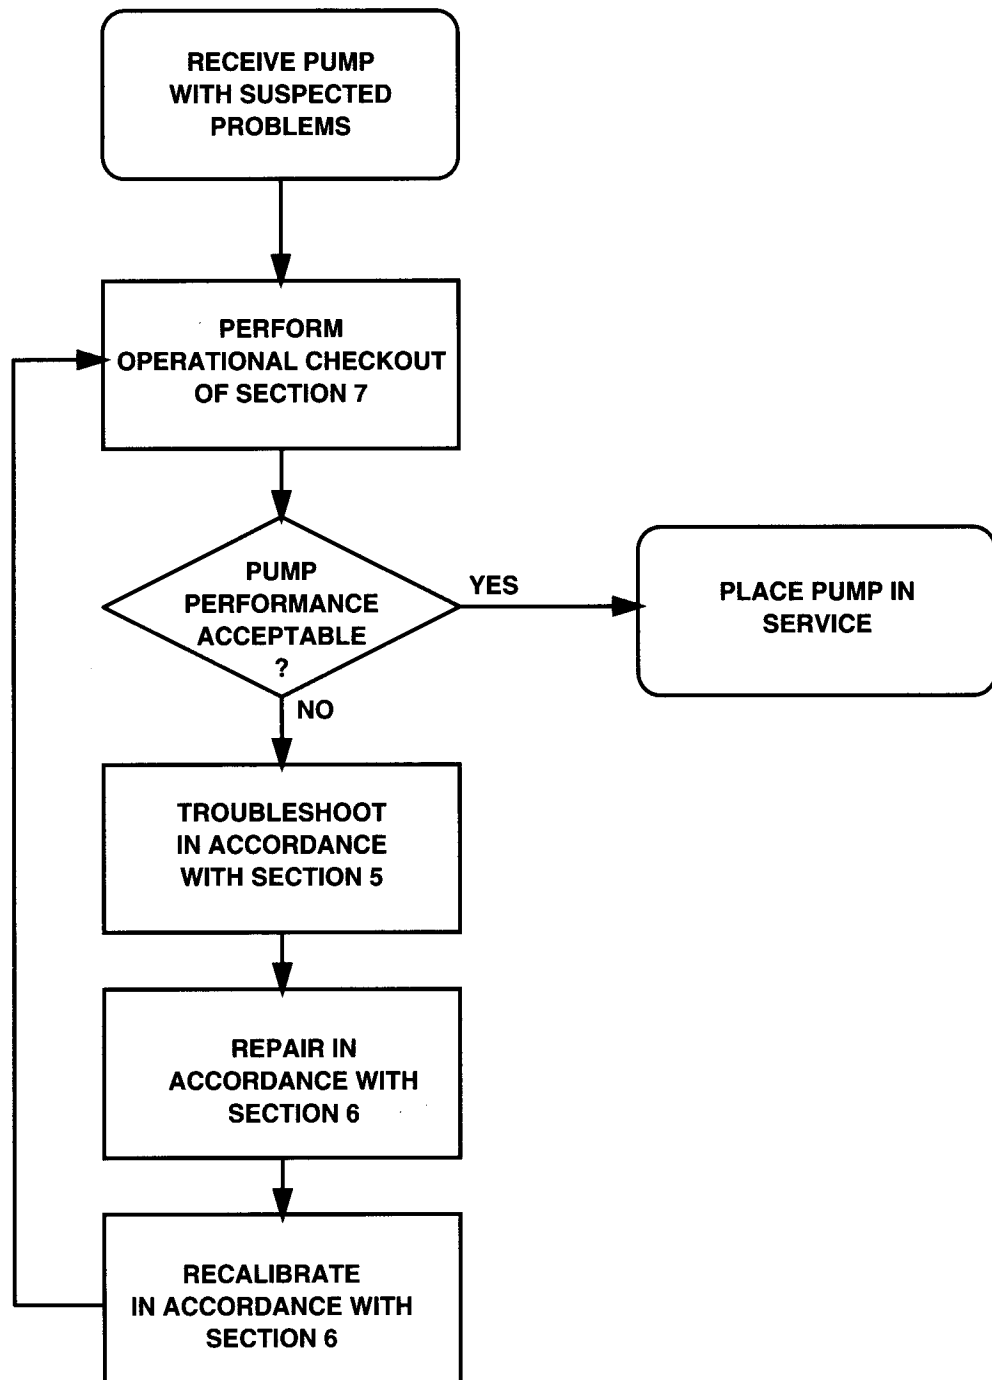 RECEIVE PUMP
WITH SUSPECTED
PROBLEMS
PERFORM
OPERATIONAL CHECKOUT
OF SECTION 7
PUMP
PERFORMANCE
ACCEPTABLE
?
YES
PLACE PUMP IN
SERVICE
NO
TROUBLESHOOT
IN ACCORDANCE
WITH SECTION 5
REPAIR IN
ACCORDANCE WITH
SECTION 6
RECALIBRATE
IN ACCORDANCE WITH
SECTION 6